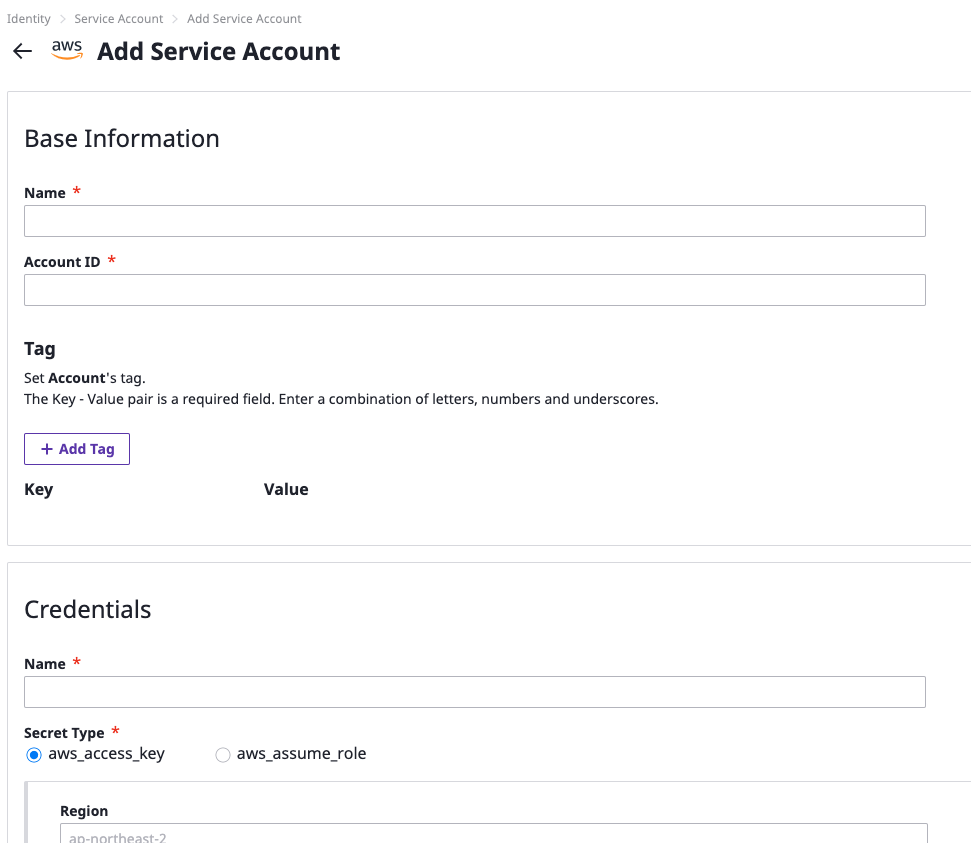 Identity > Service Account > Add Service Account
aws Add Service Account
Base Information
Name *
Account ID *
Tag
Set Account's tag.
The Key - Value pair is a required field. Enter a combination of letters, numbers and underscores.
+ Add Tag
Key Value
Credentials
Name *
Secret Type *
aws_access_key aws_assume_role
Region
ap-northeast-2